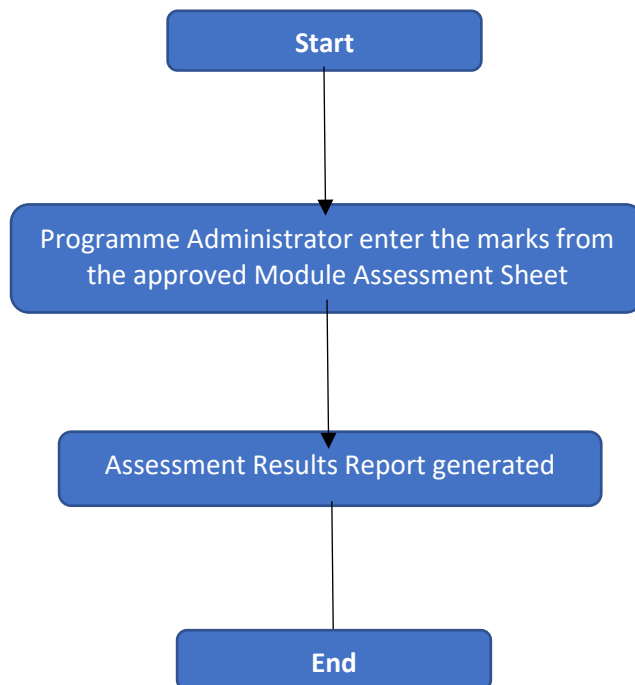 Start
Programme Administrator enter the marks from
the approved Module Assessment Sheet
Assessment Results Report generated
End